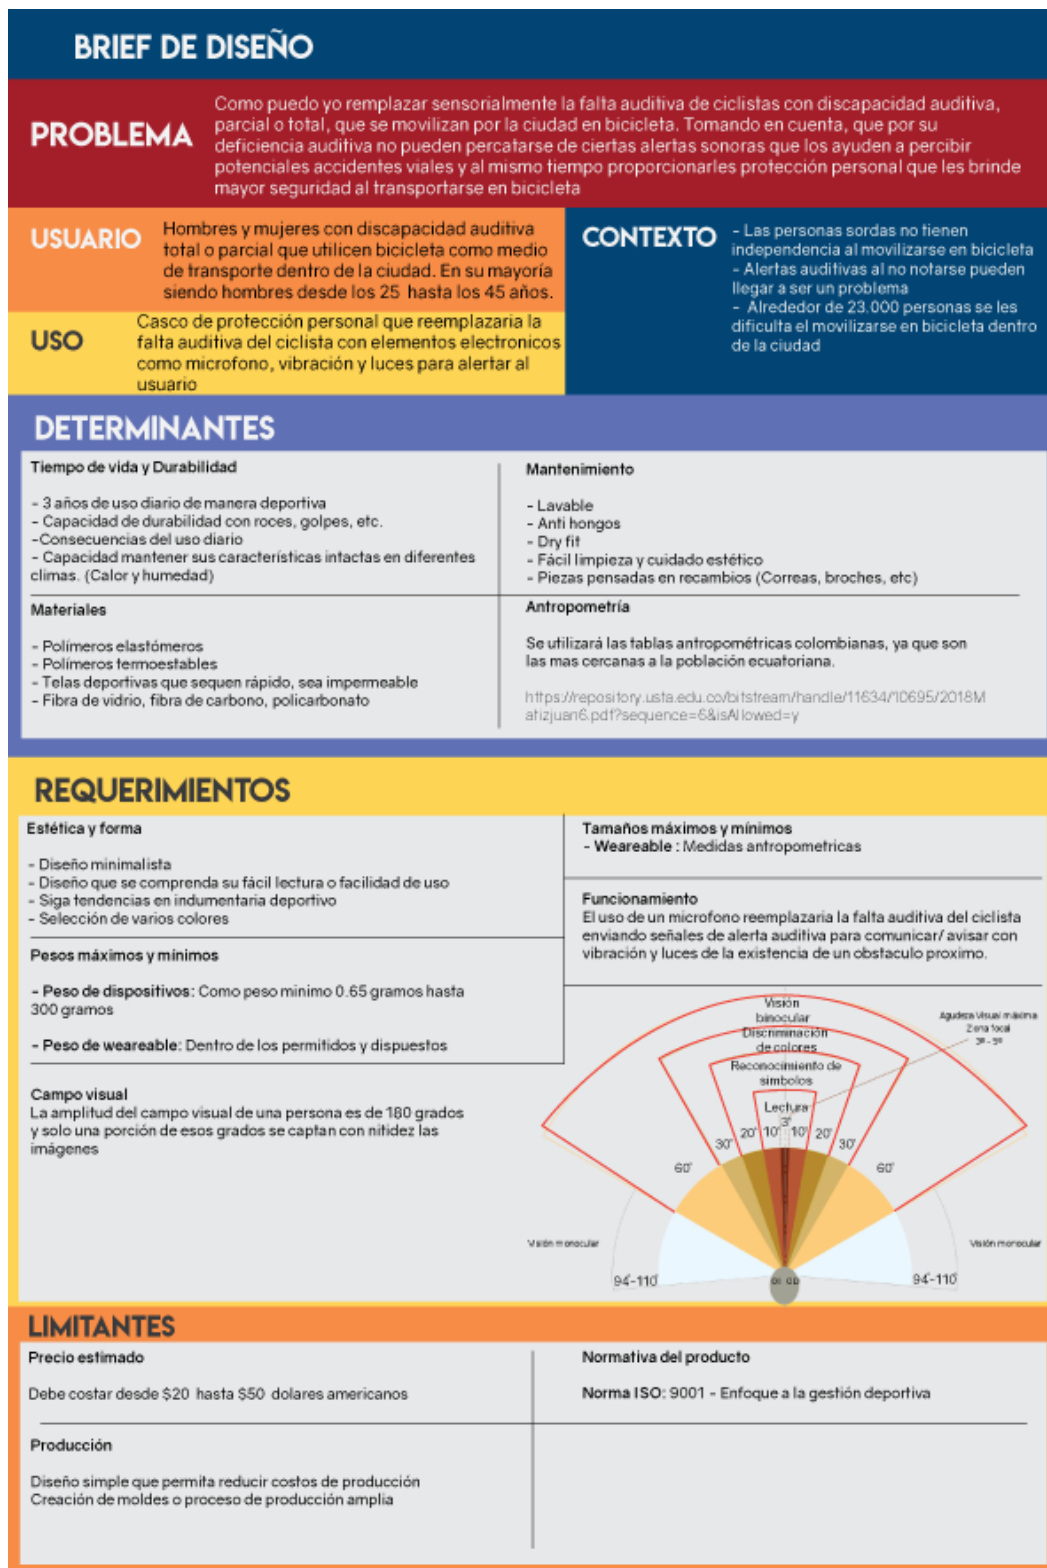 BRIEF DE DISEÑO
PROBLEMA
Como puedo yo remplazar sensorialmente la falta auditiva de ciclistas con discapacidad auditiva,
parcial o total, que se movilizan por la ciudad en bicicleta. Tomando en cuenta, que por su
deficiencia auditiva no pueden percatarse de ciertas alertas sonoras que los ayuden a percibir
potenciales accidentes viales y al mismo tiempo proporcionarles protección personal que les brinde
mayor seguridad al transportarse en bicicleta
USUARIO
Hombres y mujeres con discapacidad auditiva
total o parcial que utilicen bicicleta como medio
de transporte dentro de la ciudad. En su mayoría
siendo hombres desde los 25 hasta los 45 años.
CONTEXTO
- Las personas sordas no tienen
independencia al movilizarse en bicicleta
- Alertas auditivas al no notarse pueden
llegar a ser un problema
- Alrededor de 23.000 personas se les
dificulta el movilizarse en bicicleta dentro
de la ciudad
USO
Casco de protección personal que reemplazaria la
falta auditiva del ciclista con elementos electronicos
como microfono, vibración y luces para alertar al
usuario
DETERMINANTES
Tiempo de vida y Durabilidad
- 3 años de uso diario de manera deportiva
- Capacidad de durabilidad con roces, golpes, etc.
-Consecuencias del uso diario
- Capacidad mantener sus características intactas en diferentes
climas. (Calor y humedad)
Mantenimiento
- Lavable
- Anti hongos
- Dry fit
- Fácil limpieza y cuidado estético
- Piezas pensadas en recambios (Correas, broches, etc)
Materiales
- Polímeros elastómeros
- Polímeros termoestables
- Telas deportivas que sequen rápido, sea impermeable
- Fibra de vidrio, fibra de carbono, policarbonato
Antropometría
Se utilizará las tablas antropométricas colombianas, ya que son
las mas cercanas a la población ecuatoriana.
https://repository.usta.edu.co/bitstream/handle/11634/10695/2018M
atizjuan6.pdf?sequence=6&isAllowed=y
REQUERIMIENTOS
Estética y forma
- Diseño minimalista
- Diseño que se comprenda su fácil lectura o facilidad de uso
- Siga tendencias en indumentaria deportivo
- Selección de varios colores
Pesos máximos y mínimos
- Peso de dispositivos: Como peso minimo 0.65 gramos hasta
300 gramos
- Peso de weareable: Dentro de los permitidos y dispuestos
Campo visual
La amplitud del campo visual de una persona es de 180 grados
y solo una porción de esos grados se captan con nitidez las
imágenes
Tamaños máximos y mínimos
- Weareable : Medidas antropometricas
Funcionamiento
El uso de un microfono reemplazaria la falta auditiva del ciclista
enviando señales de alerta auditiva para comunicar/ avisar con
vibración y luces de la existencia de un obstaculo proximo.
Visión
binocular
Discriminación
de colores
Reconocimiento de
simbolos
Lectura
Agudeza Visual máxima
Zona focal
3º - 5º
3°
30° 20° 10° 10° 20° 30°
60° 60°
Visión monocular
Visión monocular
94°-110° 94°-110°
OI OD
LIMITANTES
Precio estimado
Debe costar desde $20 hasta $50 dolares americanos
Normativa del producto
Norma ISO: 9001 - Enfoque a la gestión deportiva
Producción
Diseño simple que permita reducir costos de producción
Creación de moldes o proceso de producción amplia